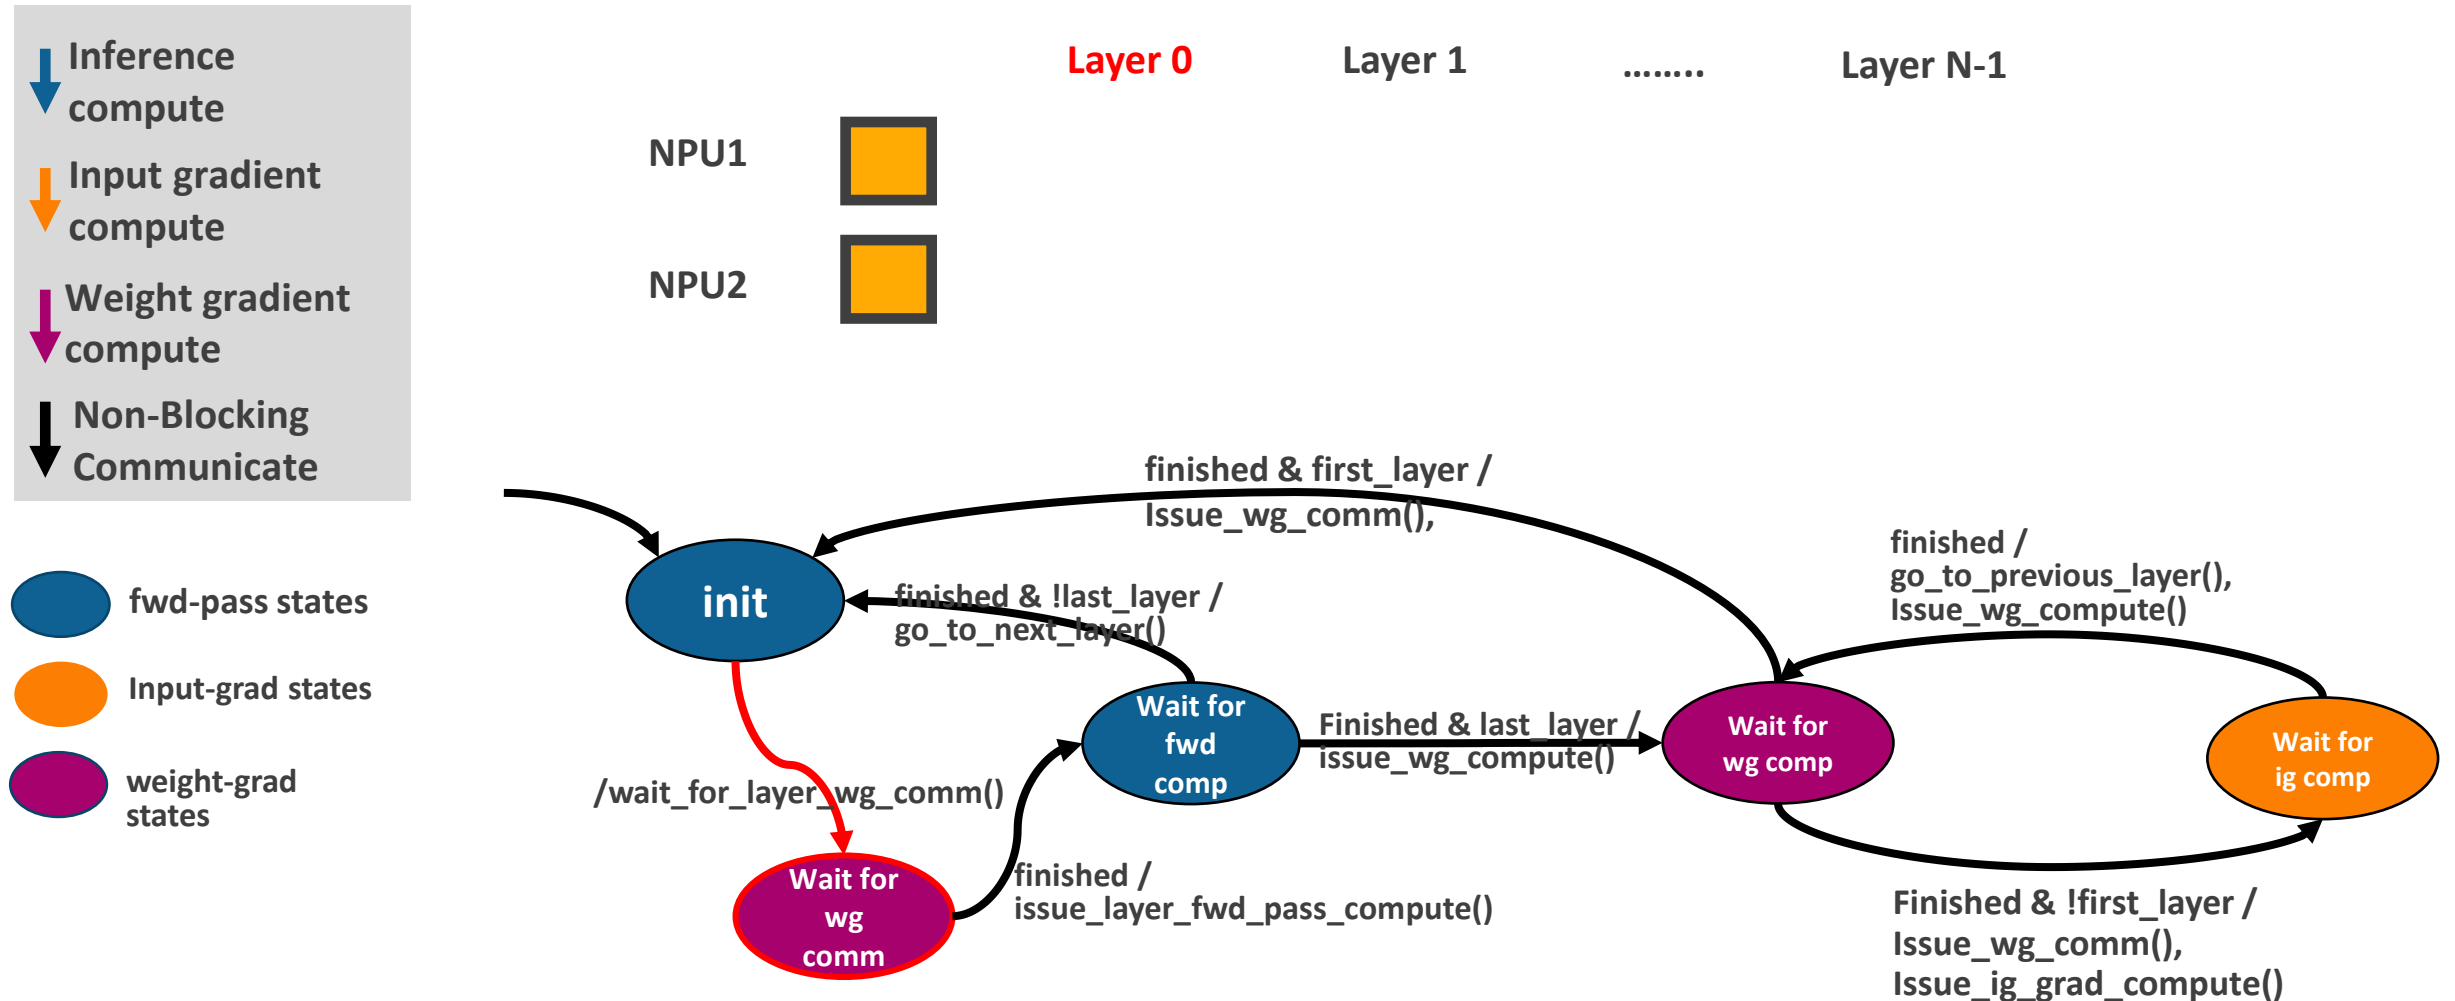 Inference
compute
Input gradient
compute
Weight gradient
compute
Non-Blocking
Communicate
fwd-pass states
Input-grad states
weight-grad
states
Layer 0
Layer 1
........
Layer N-1
NPU1
NPU2
finished & first_layer /
Issue_wg_comm(),
finished /
go_to_previous_layer(),
Issue_wg_compute()
init
finished & !last_layer /
go_to_next_layer()
Wait for
fwd
comp
Finished & last_layer /
issue_wg_compute()
Wait for
wg comp
Wait for
ig comp
/wait_for_layer_wg_comm()
Wait for
wg
comm
finished /
issue_layer_fwd_pass_compute()
Finished & !first_layer /
Issue_wg_comm(),
Issue_ig_grad_compute()